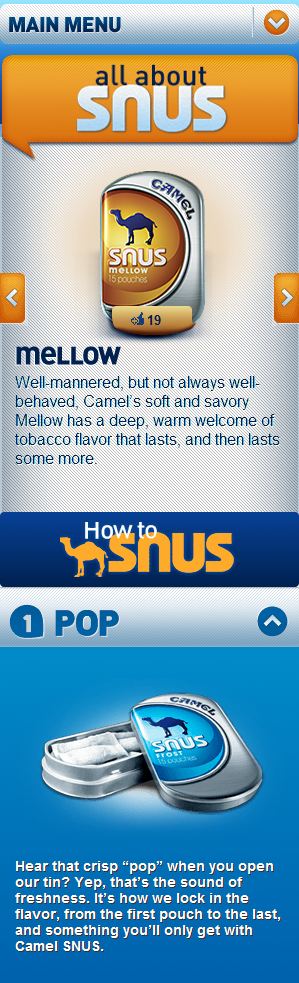 MAIN MENU
all about
snus
CAMEL
snus
mellow
15 pouches
19
mellow
Well-mannered, but not always well-
behaved, Camel's soft and savory
Mellow has a deep, warm welcome of
tobacco flavor that lasts, and then lasts
some more.
How to
snus
1 POP
CAMEL
snus
FROST
15 pouches
Hear that crisp “pop” when you open
our tin? Yep, that’s the sound of
freshness. It’s how we lock in the
flavor, from the first pouch to the last,
and something you’ll only get with
Camel SNUS.